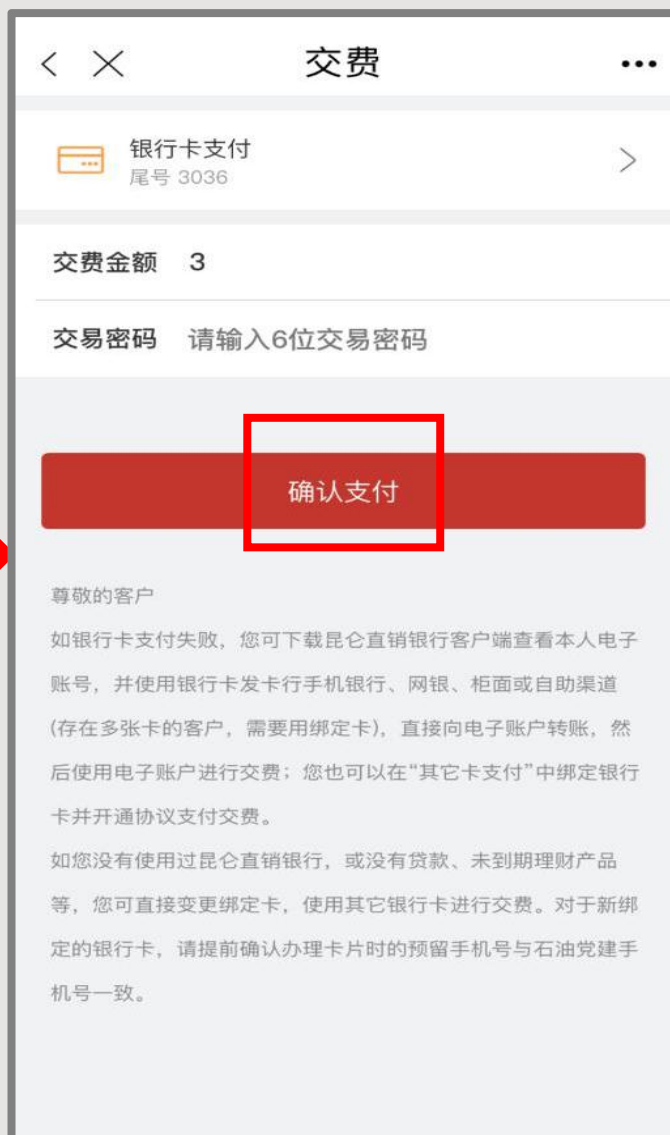 交费
银行卡支付
尾号 3036
交费金额 3
交易密码 请输入6位交易密码
确认支付
尊敬的客户
如银行卡支付失败，您可下载昆仑直销银行客户端查看本人电子
账号，并使用银行卡发卡行手机银行、网银、柜面或自助渠道
(存在多张卡的客户，需要用绑定卡)，直接向电子账户转账，然
后使用电子账户进行交费；您也可以在“其它卡支付”中绑定银行
卡并开通协议支付交费。
如您没有使用过昆仑直销银行，或没有贷款、未到期理财产品
等，您可直接变更绑定卡，使用其它银行卡进行交费。对于新绑
定的银行卡，请提前确认办理卡片时的预留手机号与石油党建手
机号一致。